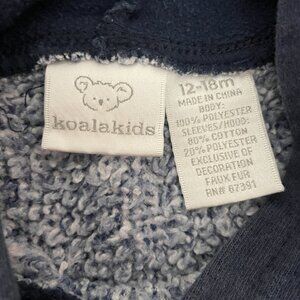 koalakids
12-18m
MADE IN CHINA
BODY:
100% POLYESTER
SLEEVES/HOOD:
80% COTTON
20% POLYESTER
EXCLUSIVE OF
DECORATION
FAUX FUR
RN# 67391